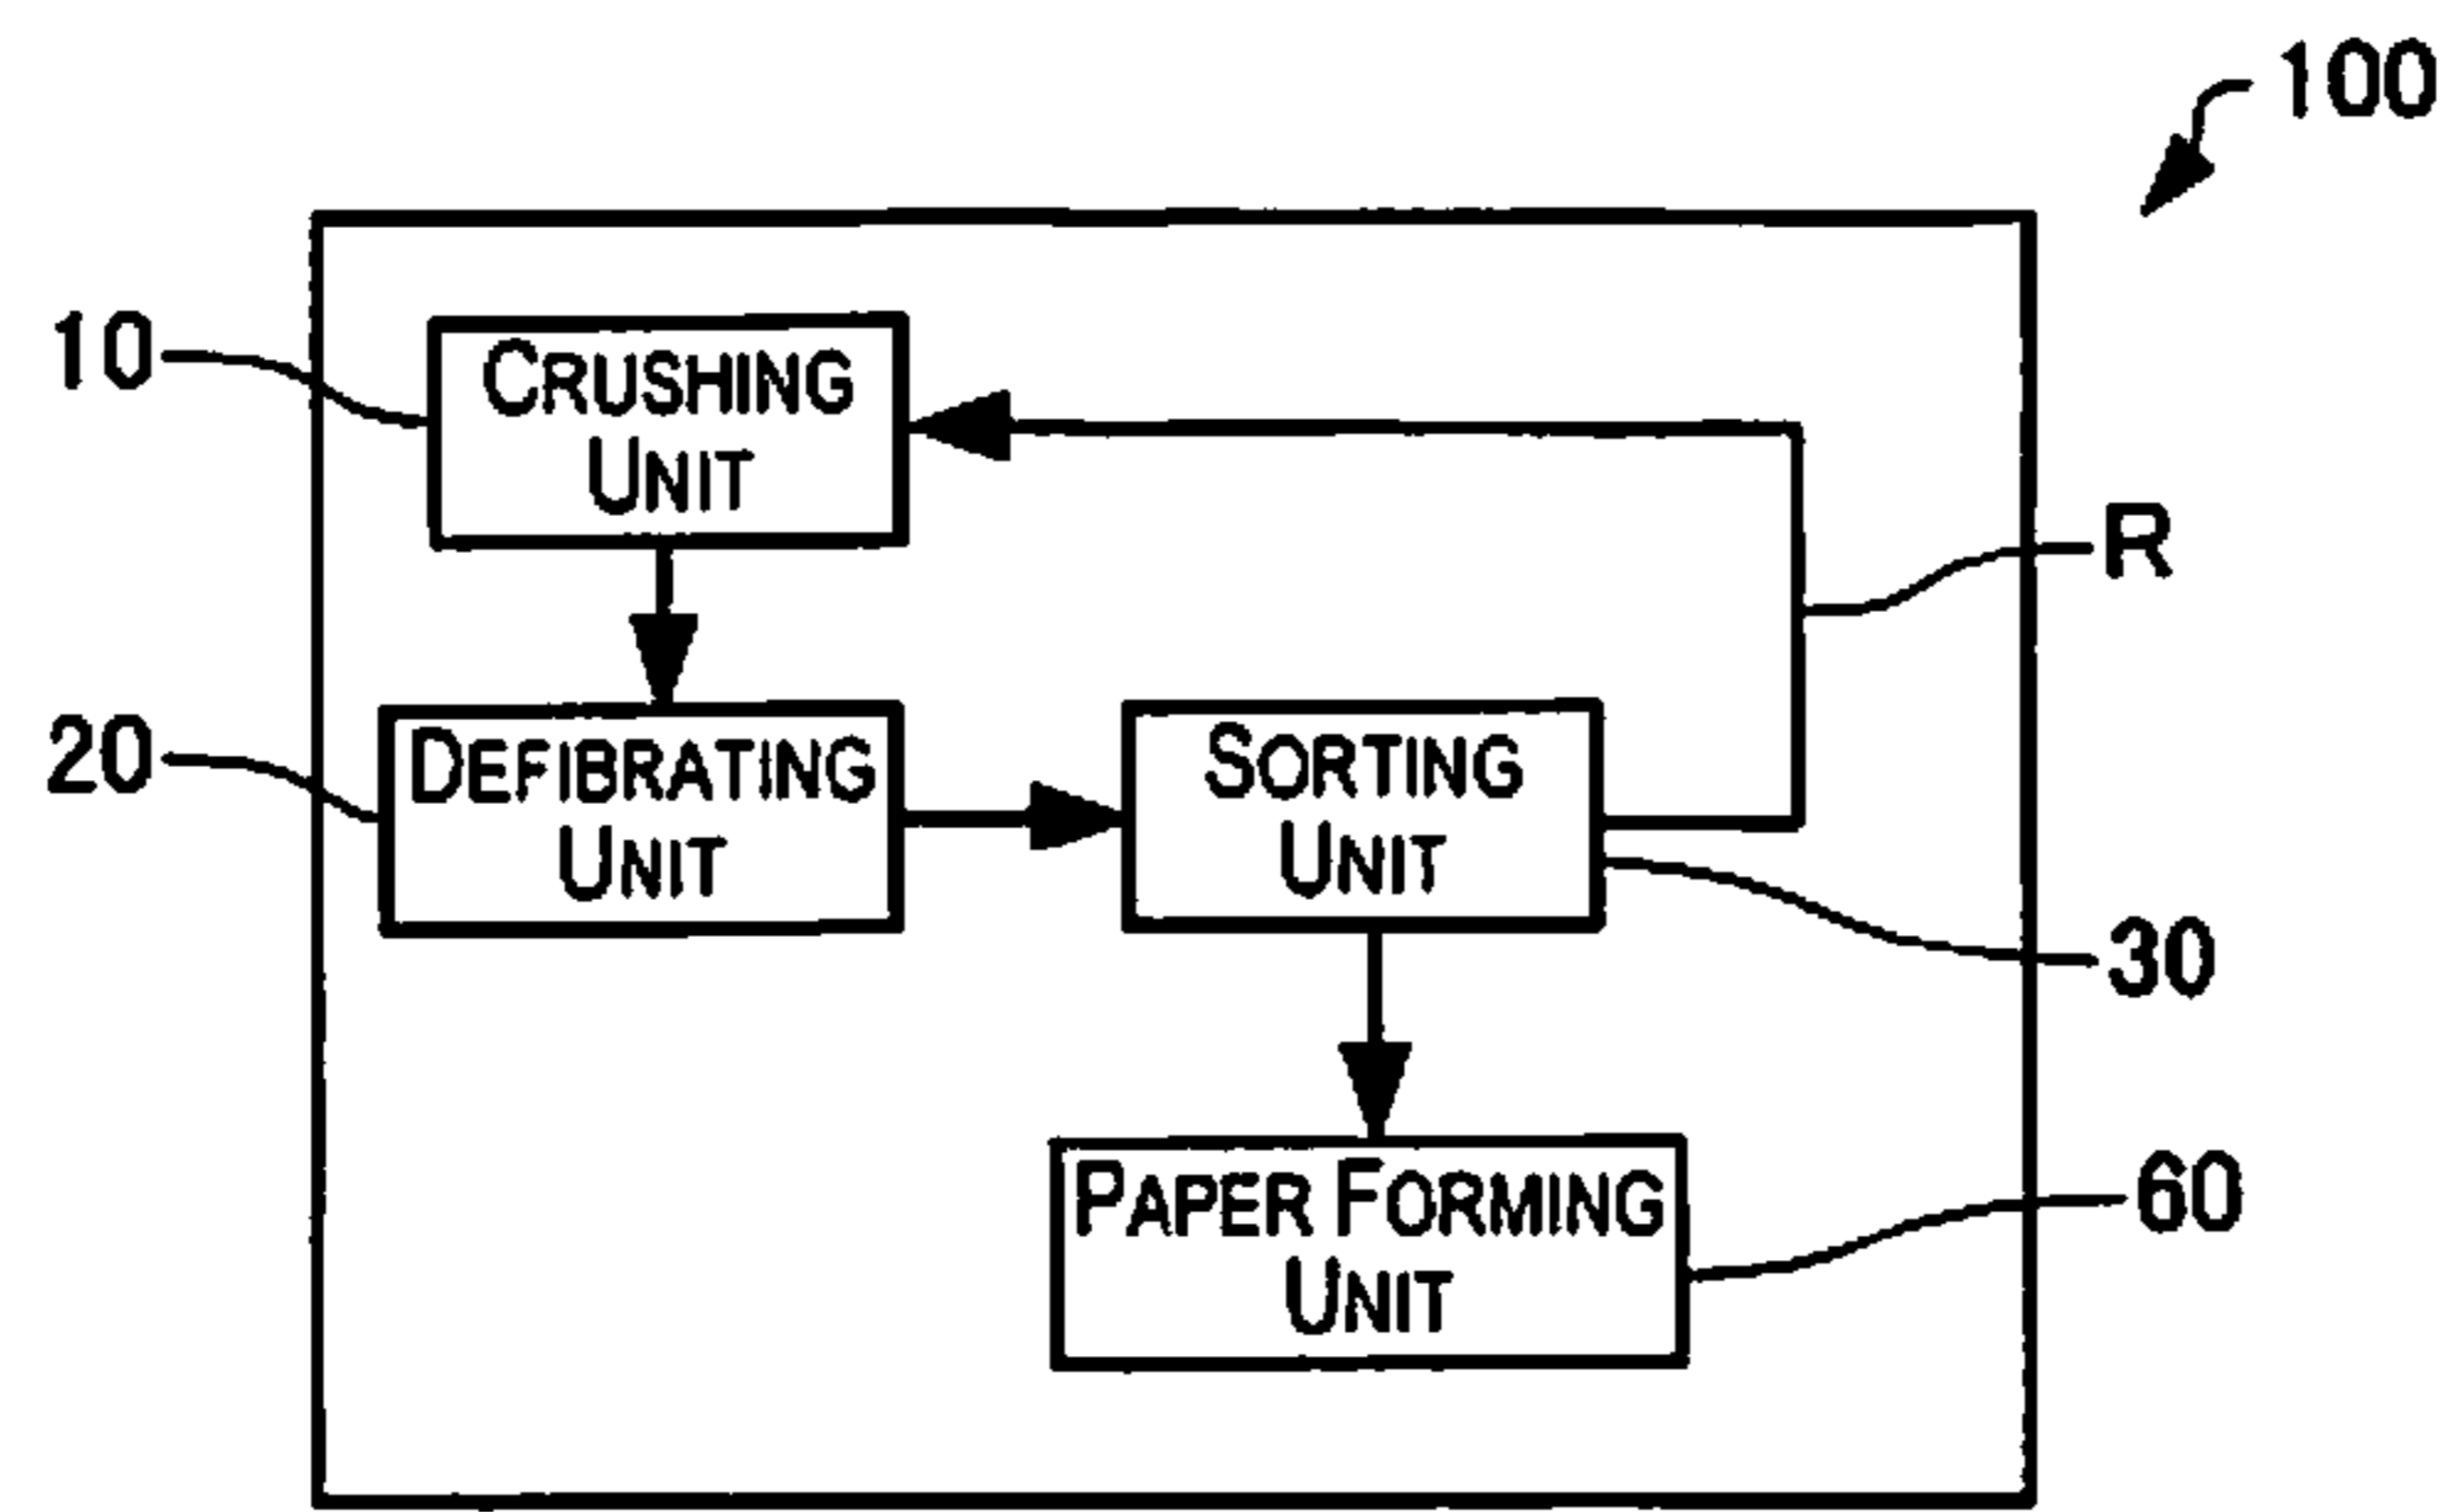 100
10
CRUSHING
UNIT
R
20
DEFIBRATING
UNIT
SORTING
UNIT
30
PAPER FORMING
UNIT
60